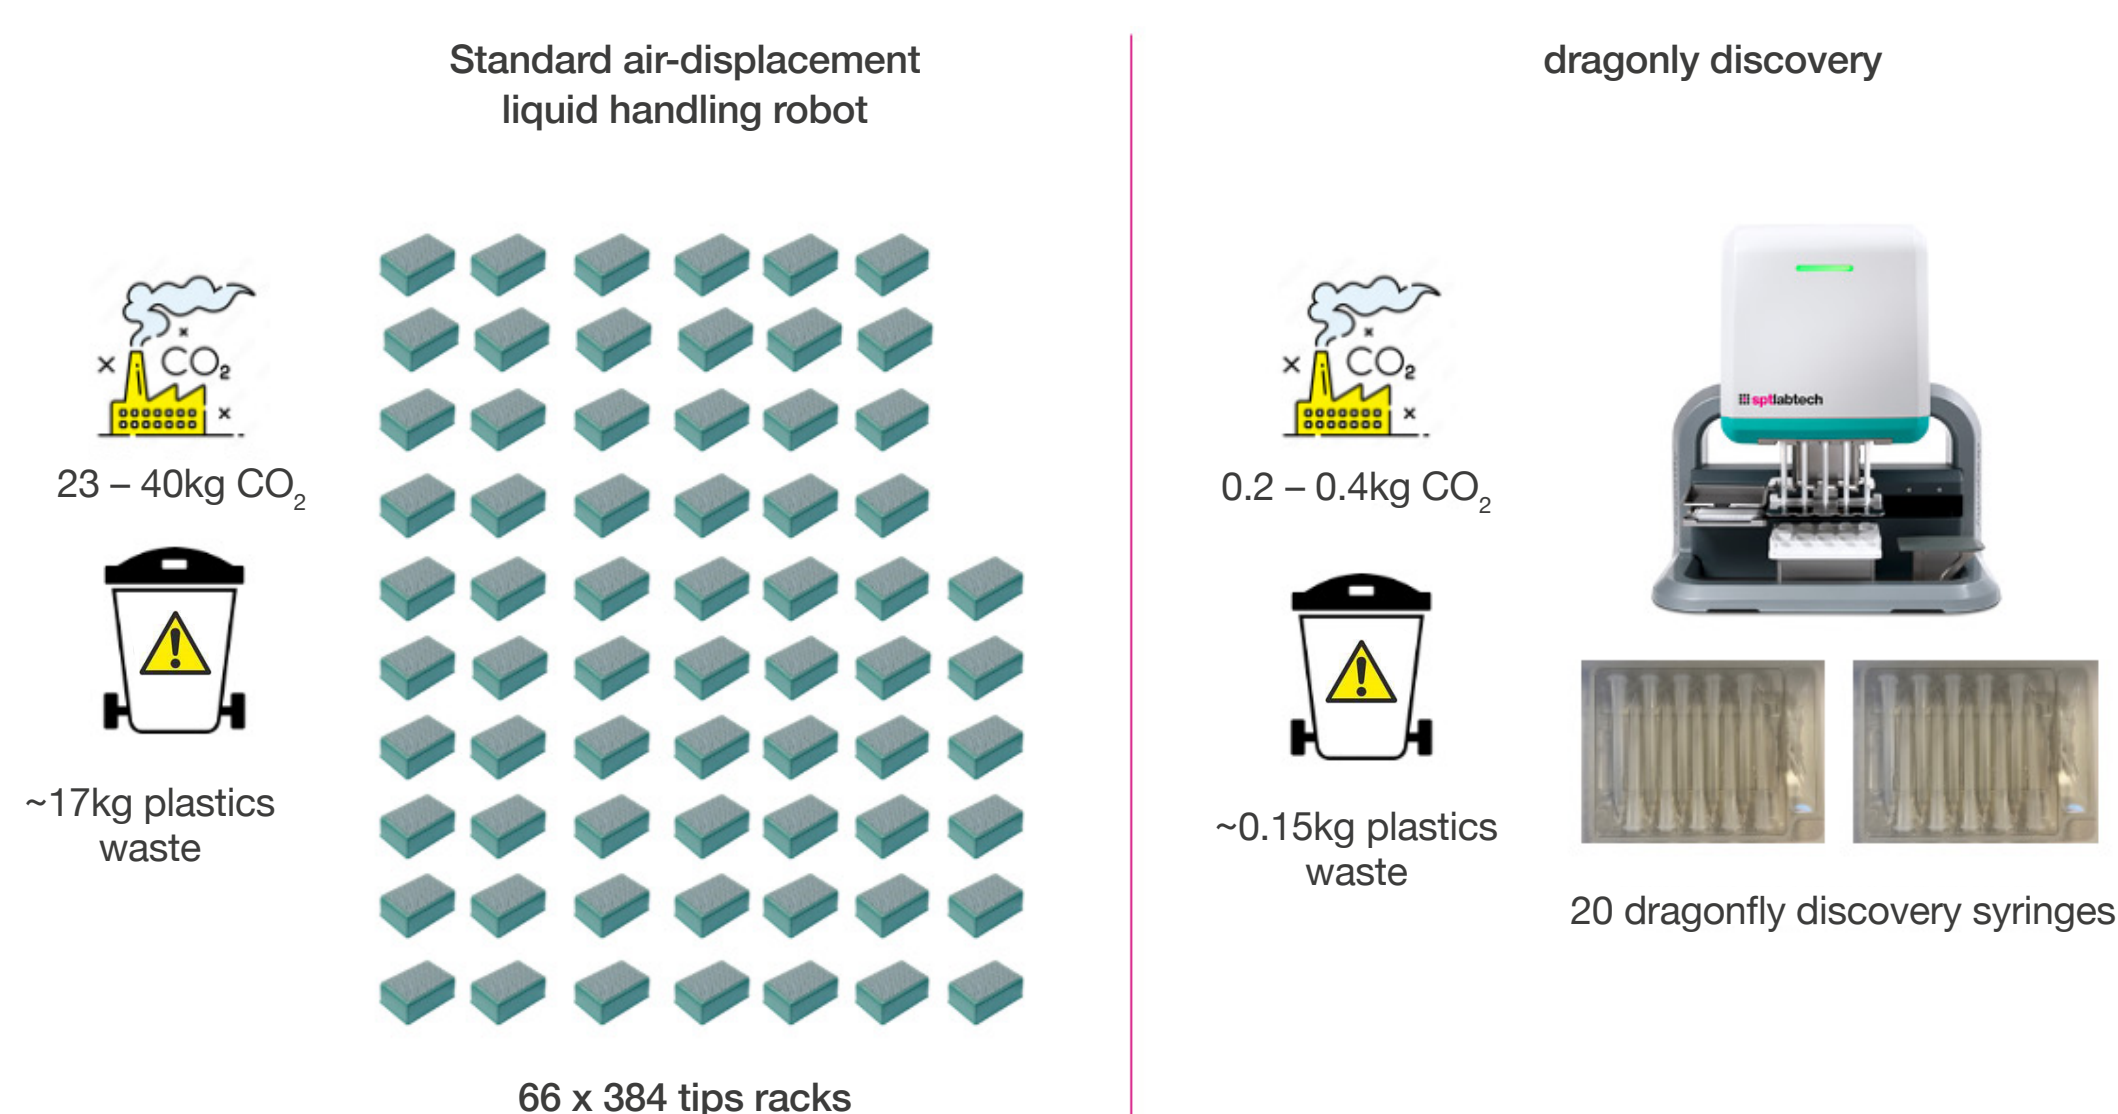 Standard air-displacement
liquid handling robot
CO₂
23 – 40kg CO₂
~17kg plastics
waste
66 x 384 tips racks
dragonly discovery
CO₂
0.2 – 0.4kg CO₂
sptlabtech
~0.15kg plastics
waste
20 dragonfly discovery syringes